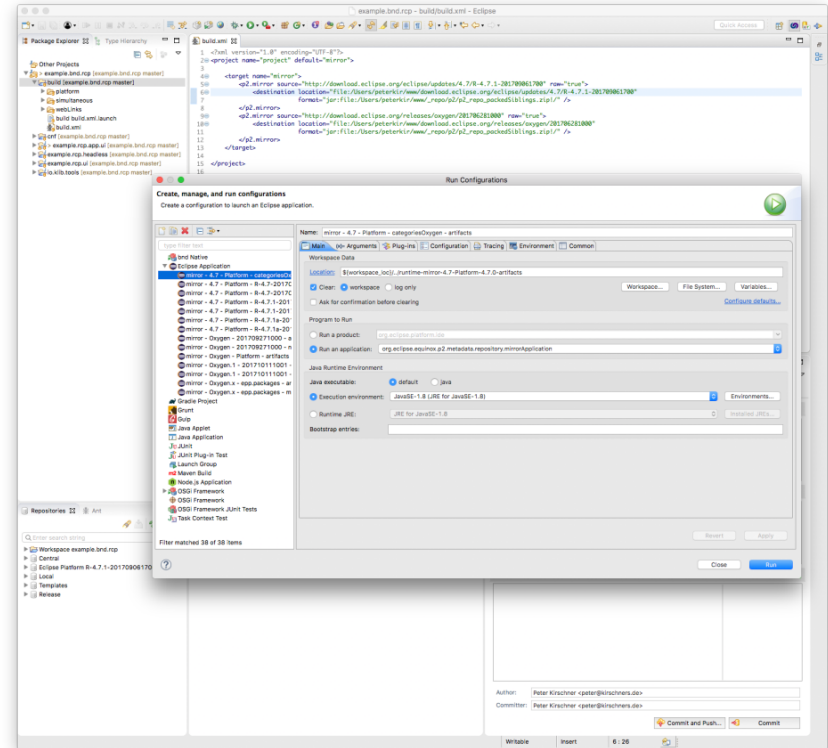 example.bnd.rcp - build/build.xml - Eclipse
Quick Access
Package Explorer
Type Hierarchy
Other Projects
> example.bnd.rcp [example.bnd.rcp master]
build [example.bnd.rcp master]
platform
simultaneous
webLinks
build build.xml.launch
build.xml
cnf [example.bnd.rcp master]
> example.rcp.app.ui [example.bnd.rcp master]
example.rcp.headless [example.bnd.rcp master]
example.rcp.ui [example.bnd.rcp master]
io.klib.tools [example.bnd.rcp master]
build.xml
1 <?xml version="1.0" encoding="UTF-8"?>
2 <project name="project" default="mirror">
3
4 <target name="mirror">
5 <p2.mirror source="http://download.eclipse.org/eclipse/updates/4.7/R-4.7.1-201709061700" raw="true">
6 <destination location="file:/Users/peterkir/www/download.eclipse.org/eclipse/updates/4.7/R-4.7.1-201709061700"
7 format="jar:file:/Users/peterkir/www/_repo/p2/p2_repo_packedSiblings.zip!/" />
8 </p2.mirror>
9 <p2.mirror source="http://download.eclipse.org/releases/oxygen/201706281000" raw="true">
10 <destination location="file:/Users/peterkir/www/download.eclipse.org/releases/oxygen/201706281000"
11 format="jar:file:/Users/peterkir/www/_repo/p2/p2_repo_packedSiblings.zip!/" />
12 </p2.mirror>
13 </target>
14
15 </project>
16
Run Configurations
Create, manage, and run configurations
Create a configuration to launch an Eclipse application.
type filter text
bnd Native
Eclipse Application
mirror - 4.7 - Platform - categoriesOx
mirror - 4.7 - Platform - R-4.7-2017C
mirror - 4.7 - Platform - R-4.7-2017C
mirror - 4.7 - Platform - R-4.7.1-2017
mirror - 4.7 - Platform - R-4.7.1-201
mirror - 4.7 - Platform - R-4.7.1a-20
mirror - 4.7 - Platform - R-4.7.1a-20
mirror - Oxygen - 201709271000 - a
mirror - Oxygen - 201709271000 - n
mirror - Oxygen - Platform - artifacts
mirror - Oxygen.1 - 201710111001 -
mirror - Oxygen.1 - 201710111001 -
mirror - Oxygen.x - epp.packages - ar
mirror - Oxygen.x - epp.packages - m
Gradle Project
Grunt
Gulp
Java Applet
Java Application
JUnit
JUnit Plug-in Test
Launch Group
Maven Build
Node.js Application
OSGi Framework
OSGi Framework
OSGi Framework JUnit Tests
Task Context Test
Filter matched 38 of 38 items
Name: mirror - 4.7 - Platform - categoriesOxygen - artifacts
Main Arguments Plug-ins Configuration Tracing Environment Common
Workspace Data
Location: ${workspace_loc}/../runtime-mirror-4.7-Platform-4.7.0-artifacts
Clear: workspace log only Workspace... File System... Variables...
Ask for confirmation before clearing Configure defaults...
Program to Run
Run a product: org.eclipse.platform.ide
Run an application: org.eclipse.equinox.p2.metadata.repository.mirrorApplication
Java Runtime Environment
Java executable: default java
Execution environment: JavaSE-1.8 (JRE for JavaSE-1.8) Environments...
Runtime JRE: JRE for JavaSE-1.8 Installed JREs...
Bootstrap entries:
Revert Apply
Close Run
Repositories Ant
Enter search string
Workspace example.bnd.rcp
Central
Eclipse Platform R-4.7.1-20170906170
Local
Templates
Release
Author: Peter Kirschner <peter@kirschners.de>
Committer: Peter Kirschner <peter@kirschners.de>
Commit and Push... Commit
Writable Insert 6 : 26